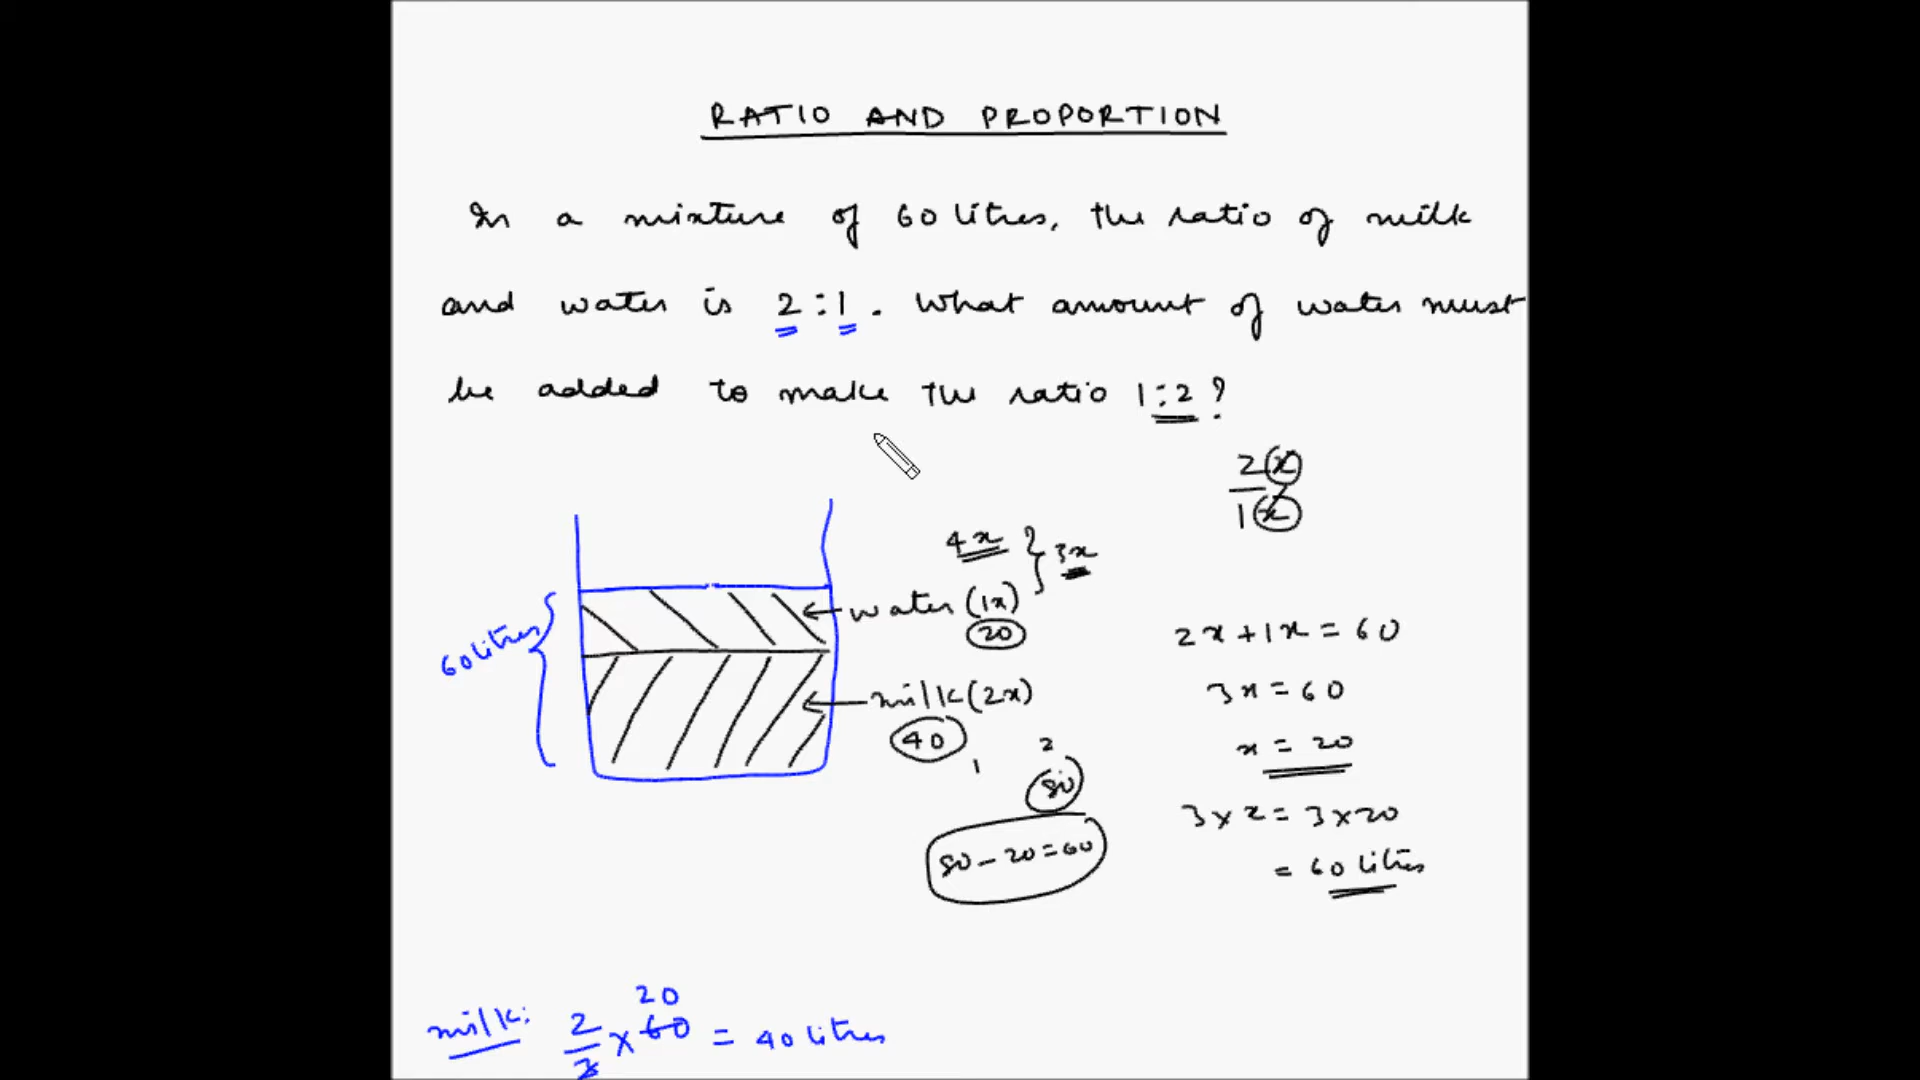 RATIO AND PROPORTION
In a mixture of 60 litres, the ratio of milk
and water is 2 : 1 . What amount of water must
be added to make the ratio 1 : 2 ?
2(x)
1(x)
4x
3x
water (1x)
20
60 litres
milk (2x)
40
1 2
80
80 - 20 = 60
2x + 1x = 60
3x = 60
x = 20
3 x x = 3 x 20
= 60 litres
20
milk: 2/3 x 60 = 40 litres